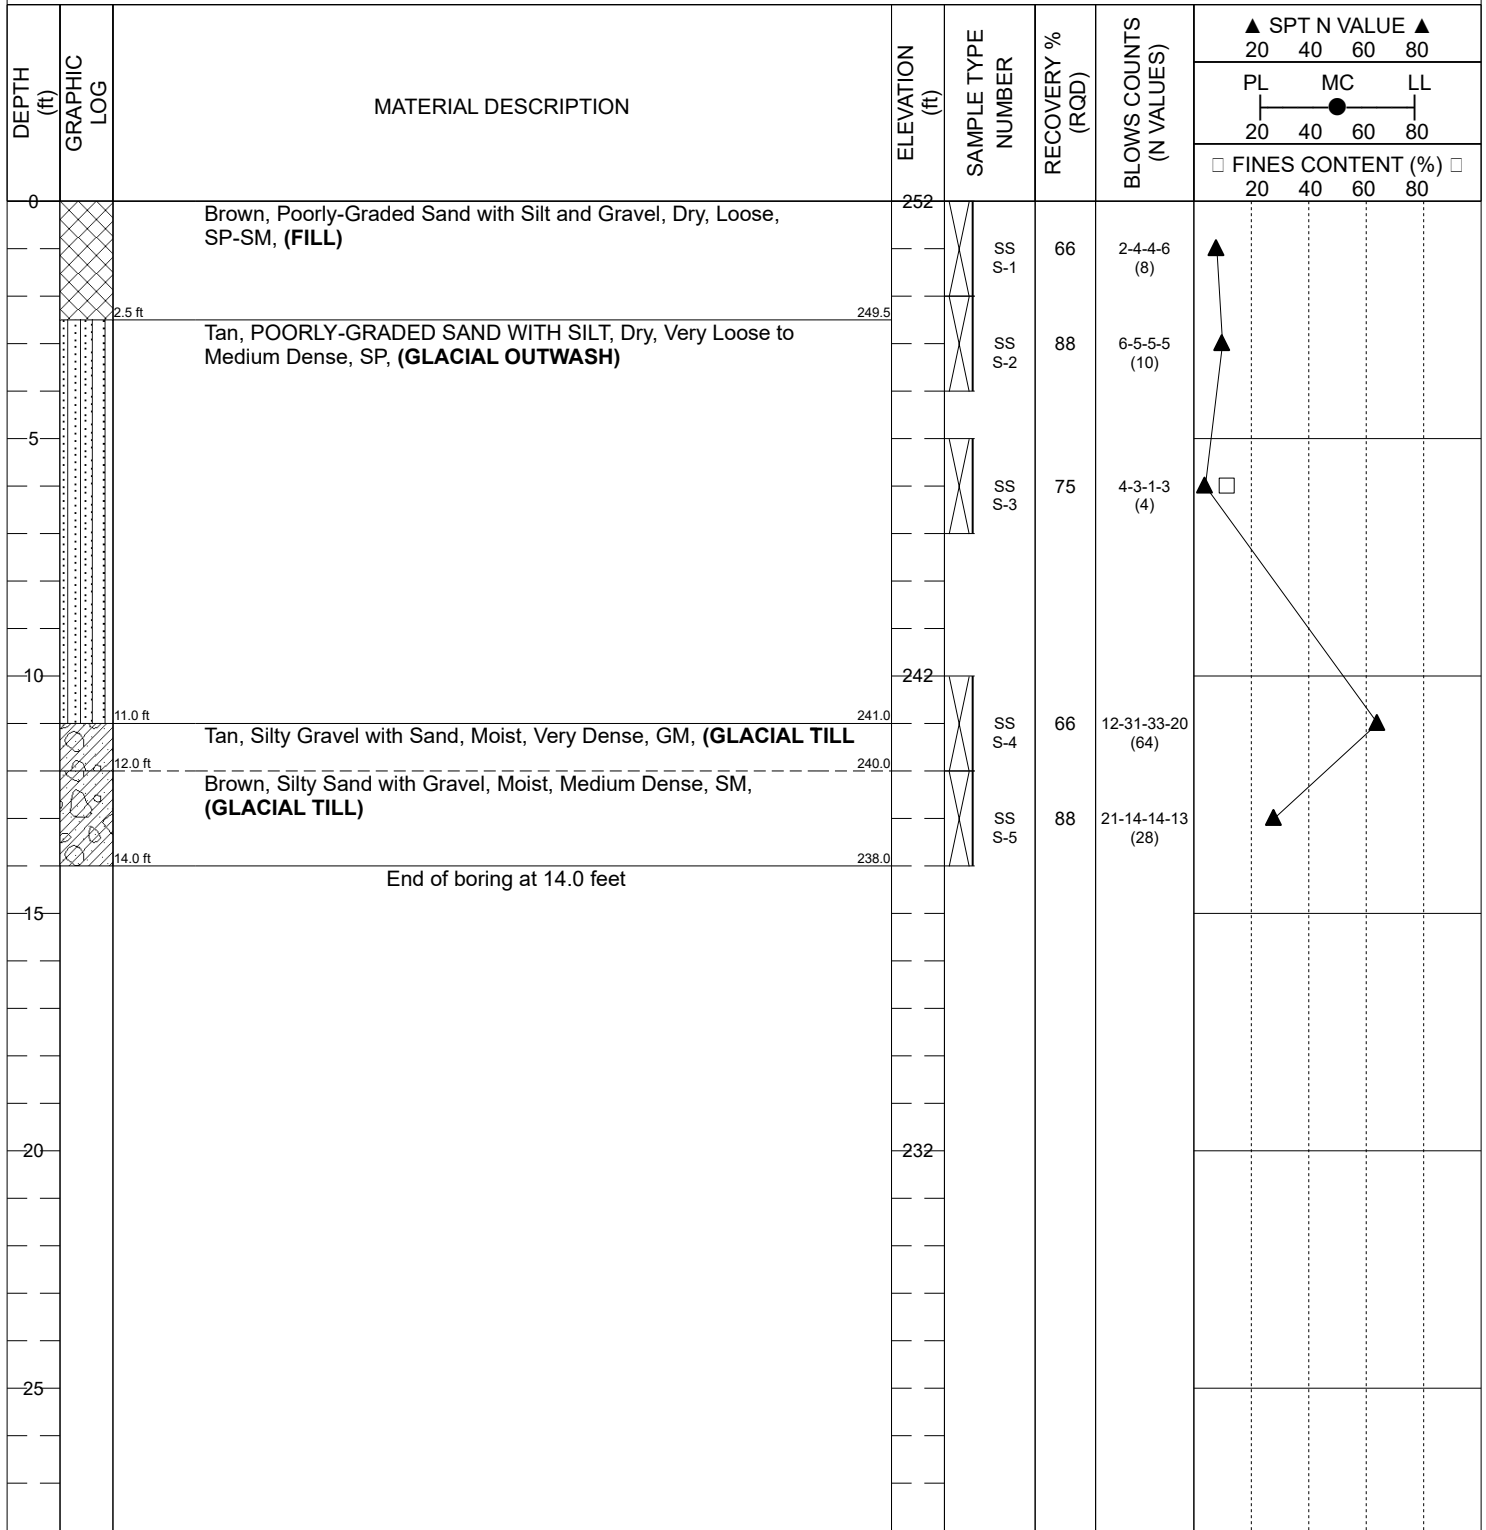 DEPTH
(ft)
GRAPHIC
LOG
MATERIAL DESCRIPTION
ELEVATION
(ft)
SAMPLE TYPE
NUMBER
RECOVERY %
(RQD)
BLOWS COUNTS
(N VALUES)
▲ SPT N VALUE ▲
20 40 60 80
PL MC LL
20 40 60 80
□ FINES CONTENT (%) □
20 40 60 80
0
252
Brown, Poorly-Graded Sand with Silt and Gravel, Dry, Loose,
SP-SM, (FILL)
SS
S-1
66
2-4-4-6
(8)
2.5 ft
249.5
Tan, POORLY-GRADED SAND WITH SILT, Dry, Very Loose to
Medium Dense, SP, (GLACIAL OUTWASH)
SS
S-2
88
6-5-5-5
(10)
5
SS
S-3
75
4-3-1-3
(4)
10
242
11.0 ft
241.0
Tan, Silty Gravel with Sand, Moist, Very Dense, GM, (GLACIAL TILL
SS
S-4
66
12-31-33-20
(64)
12.0 ft
240.0
Brown, Silty Sand with Gravel, Moist, Medium Dense, SM,
(GLACIAL TILL)
SS
S-5
88
21-14-14-13
(28)
14.0 ft
238.0
End of boring at 14.0 feet
15
20
232
25